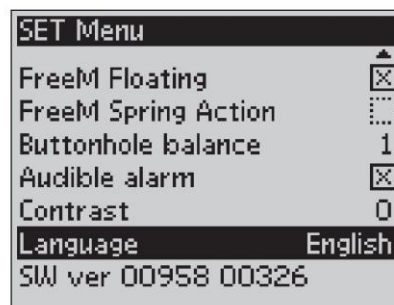 SET Menu
FreeM Floating
FreeM Spring Action
Buttonhole balance 1
Audible alarm
Contrast 0
Language English
SW ver 00958 00326